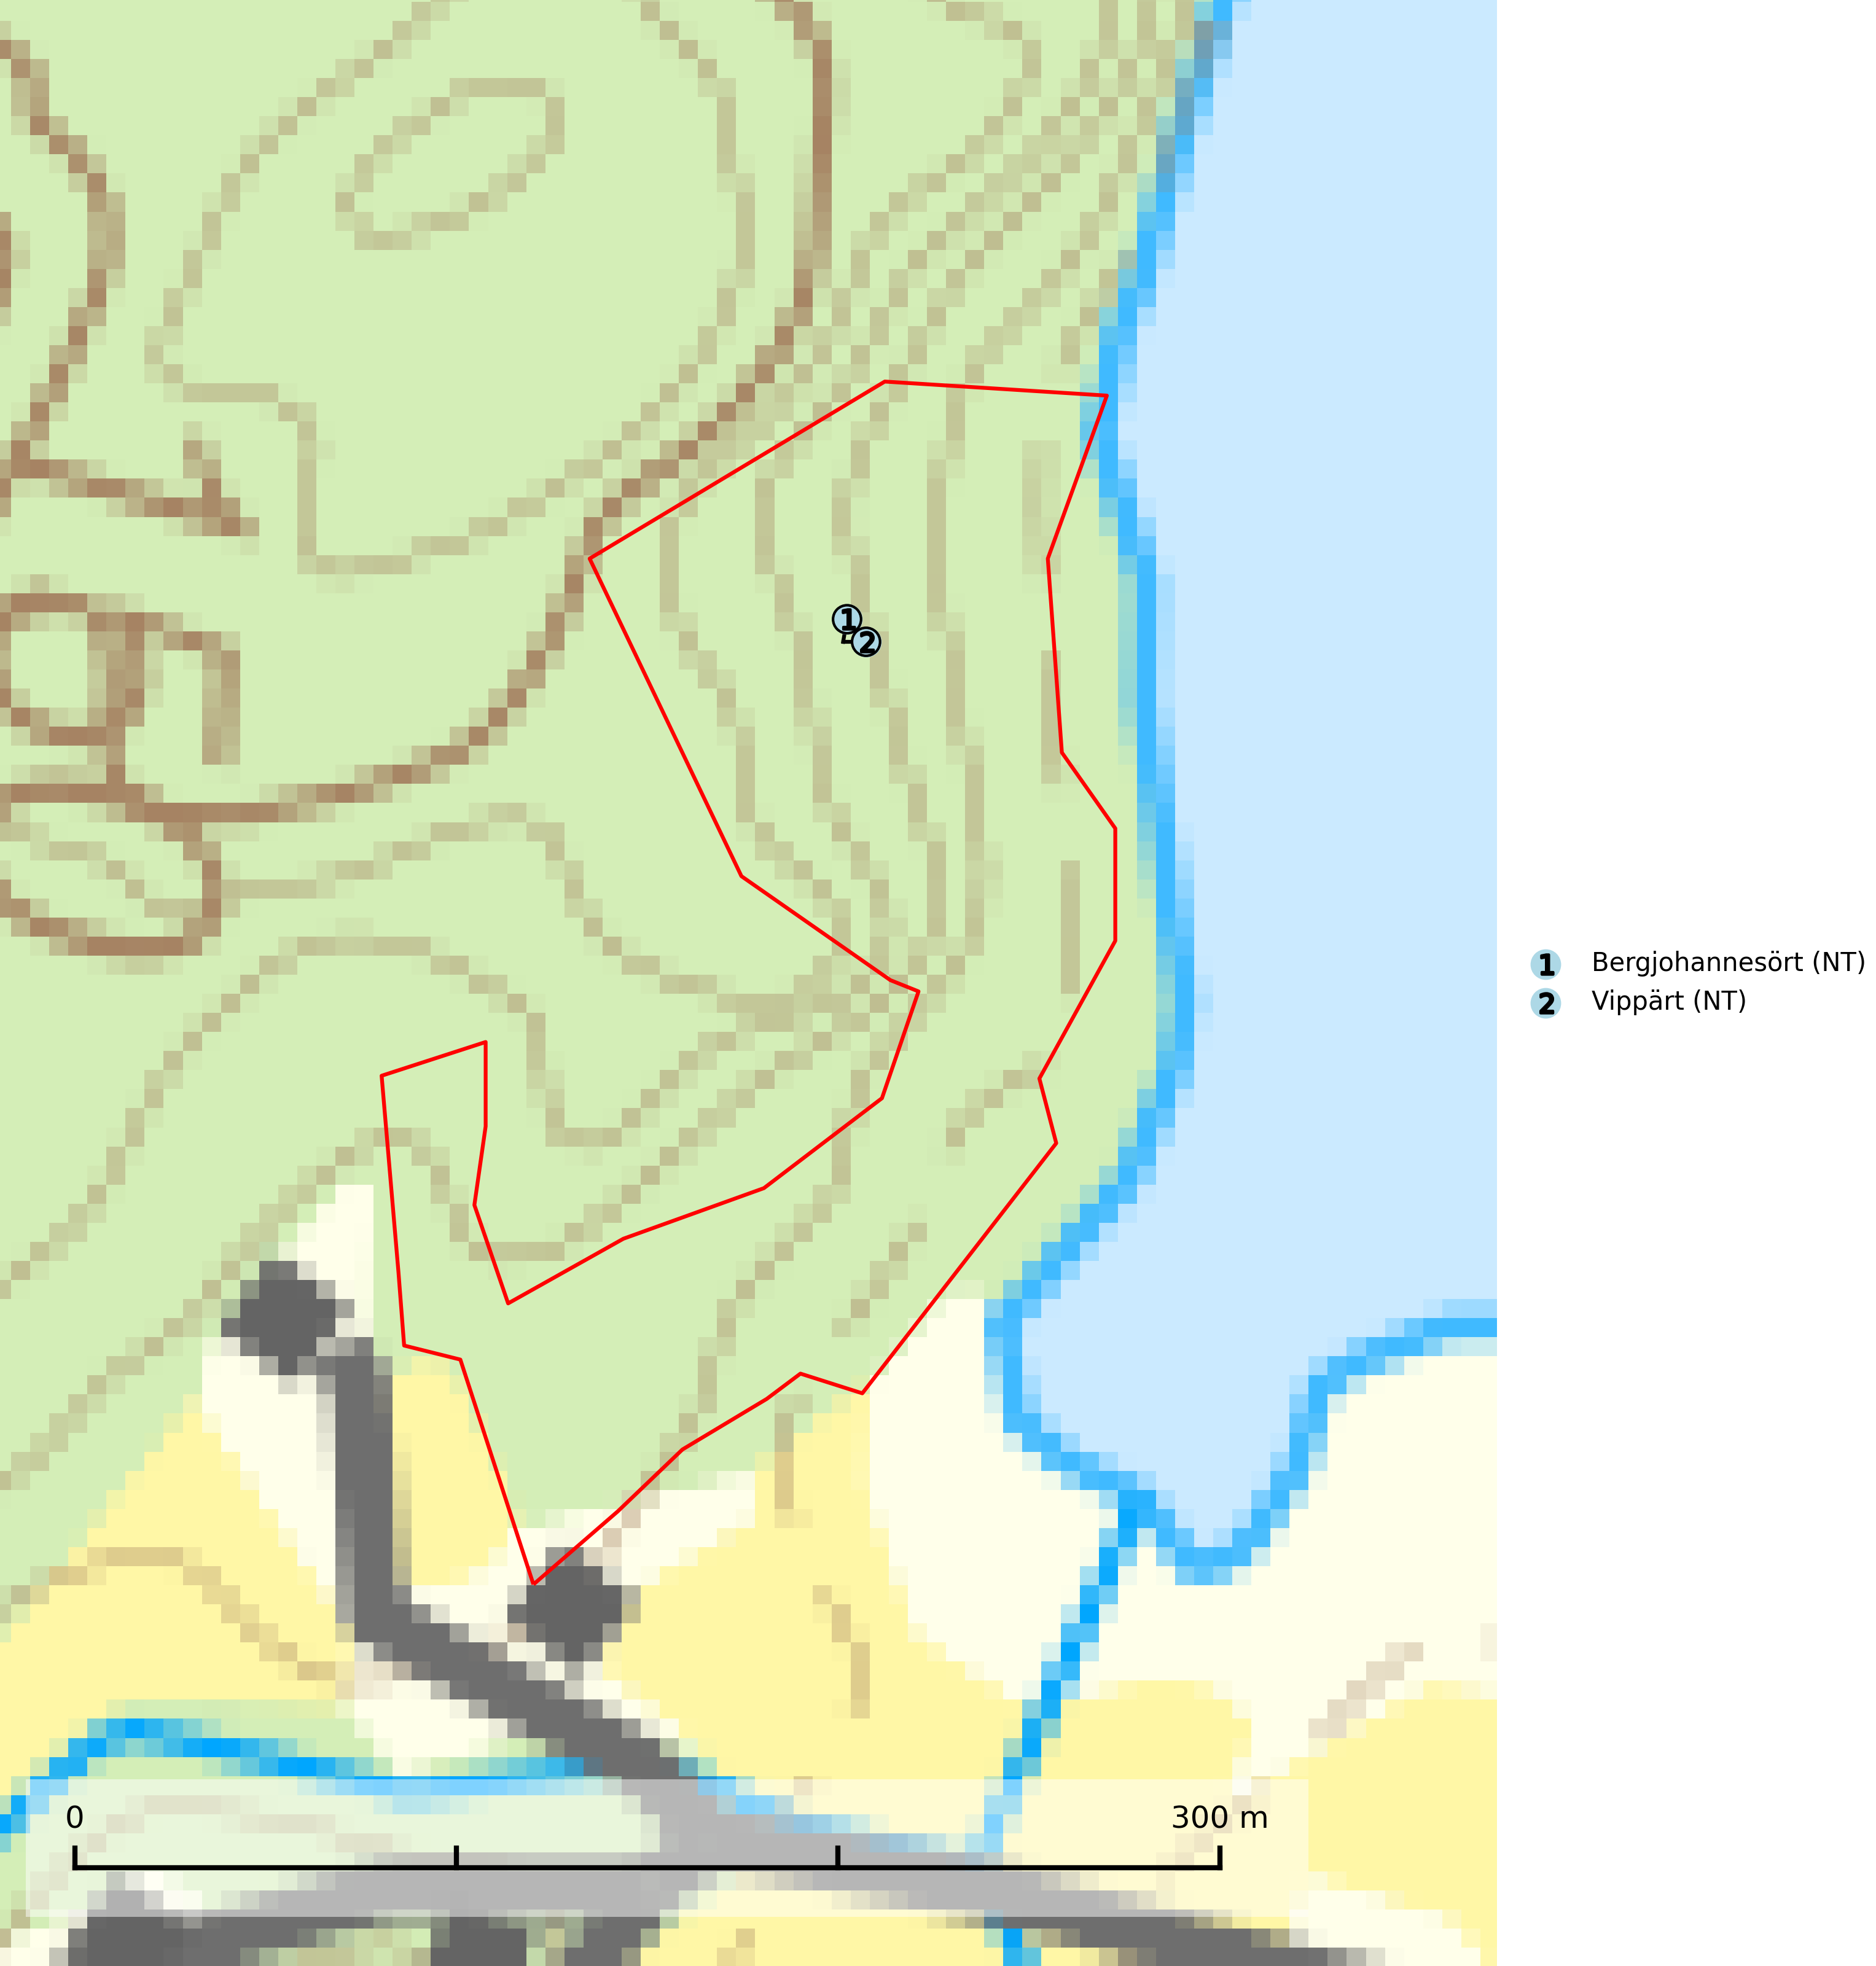 1
2
1 Bergjohannesört (NT)
2 Vippärt (NT)
0 300 m